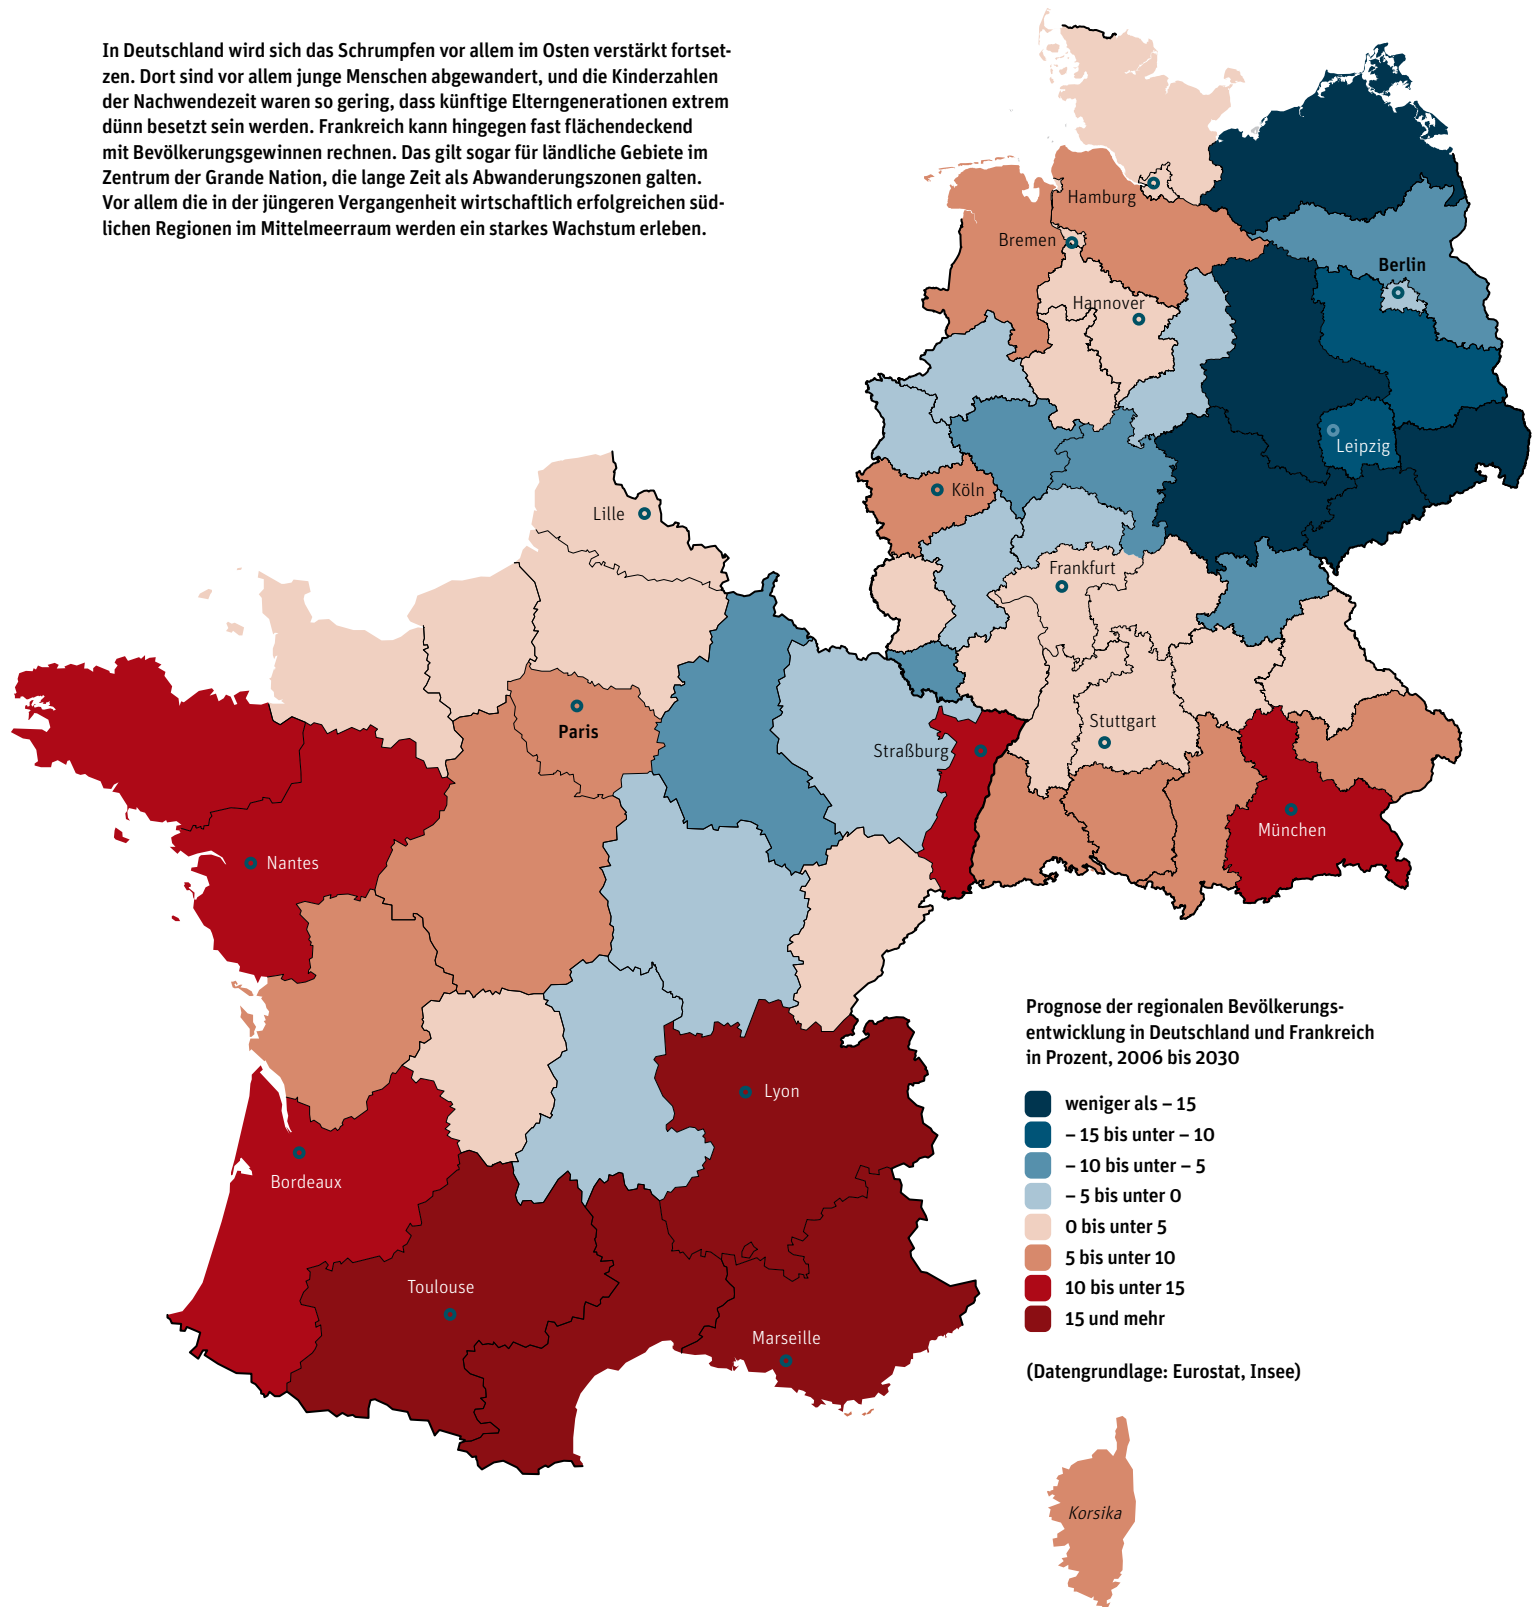 In Deutschland wird sich das Schrumpfen vor allem im Osten verstärkt fortset-
zen. Dort sind vor allem junge Menschen abgewandert, und die Kinderzahlen
der Nachwendezeit waren so gering, dass künftige Elterngenerationen extrem
dünn besetzt sein werden. Frankreich kann hingegen fast flächendeckend
mit Bevölkerungsgewinnen rechnen. Das gilt sogar für ländliche Gebiete im
Zentrum der Grande Nation, die lange Zeit als Abwanderungszonen galten.
Vor allem die in der jüngeren Vergangenheit wirtschaftlich erfolgreichen süd-
lichen Regionen im Mittelmeerraum werden ein starkes Wachstum erleben.
Hamburg
Bremen
Berlin
Hannover
Leipzig
Köln
Lille
Frankfurt
Paris
Stuttgart
Straßburg
München
Nantes
Lyon
Bordeaux
Toulouse
Marseille
Prognose der regionalen Bevölkerungs-
entwicklung in Deutschland und Frankreich
in Prozent, 2006 bis 2030
weniger als – 15
– 15 bis unter – 10
– 10 bis unter – 5
– 5 bis unter 0
0 bis unter 5
5 bis unter 10
10 bis unter 15
15 und mehr
(Datengrundlage: Eurostat, Insee)
Korsika